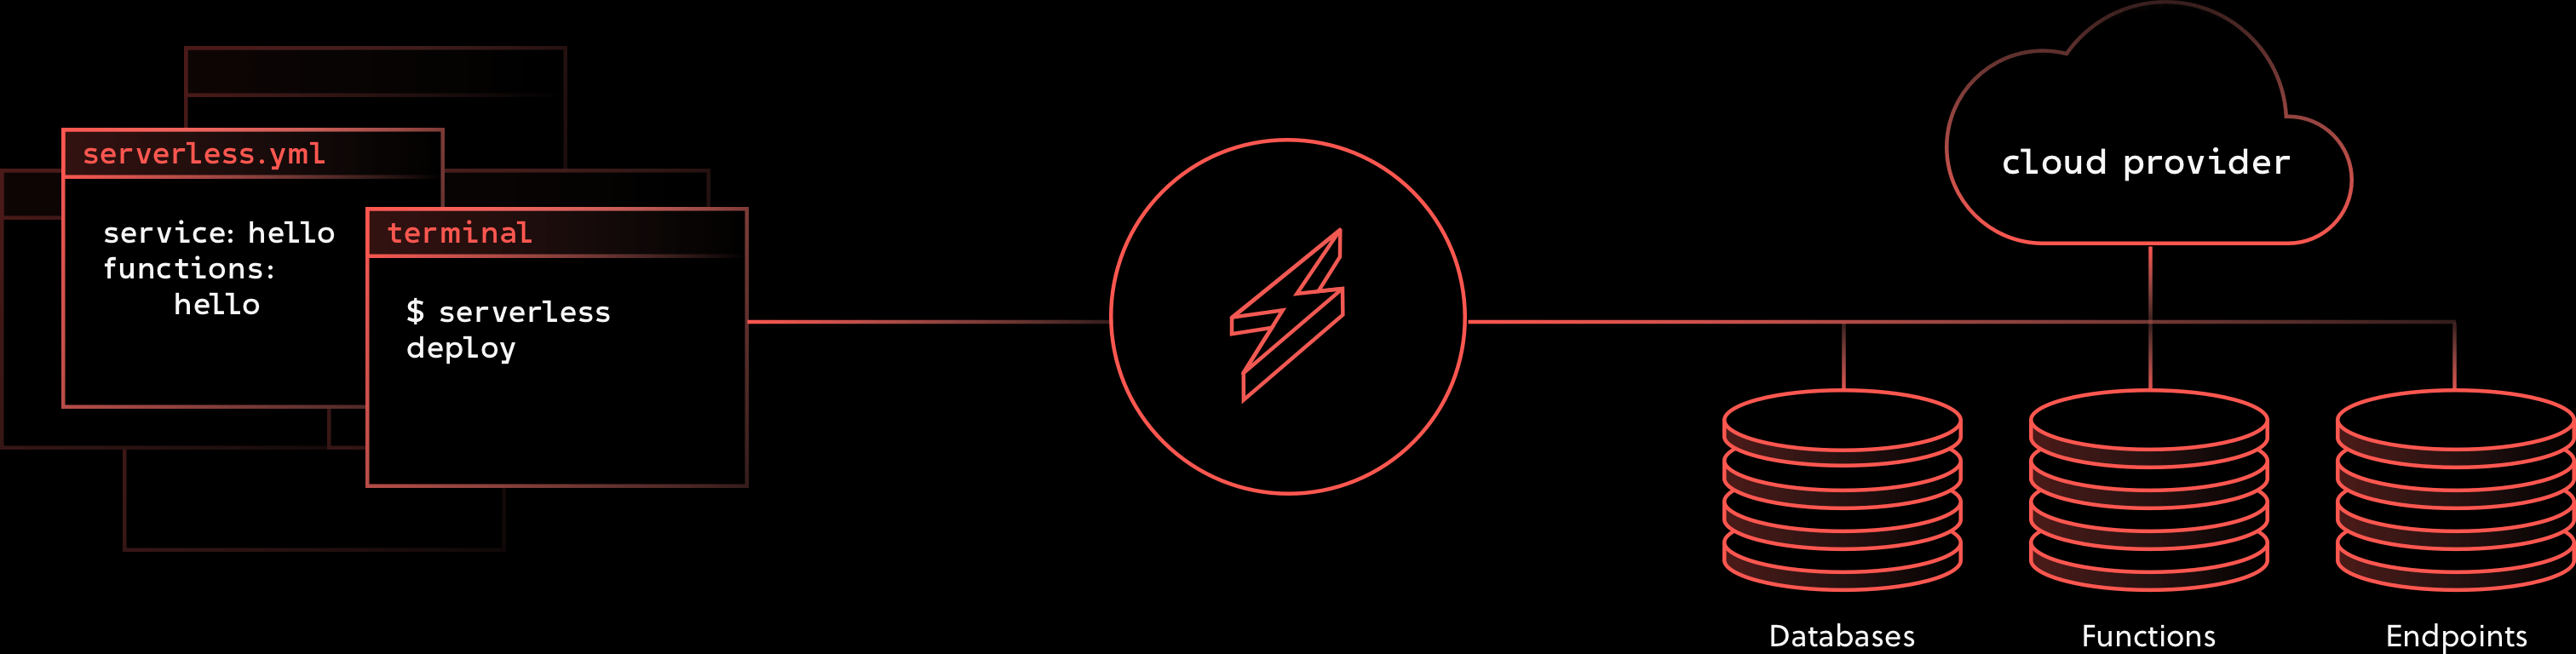 serverless.yml
service: hello
functions:
hello
terminal
$ serverless
deploy
cloud provider
Databases
Functions
Endpoints